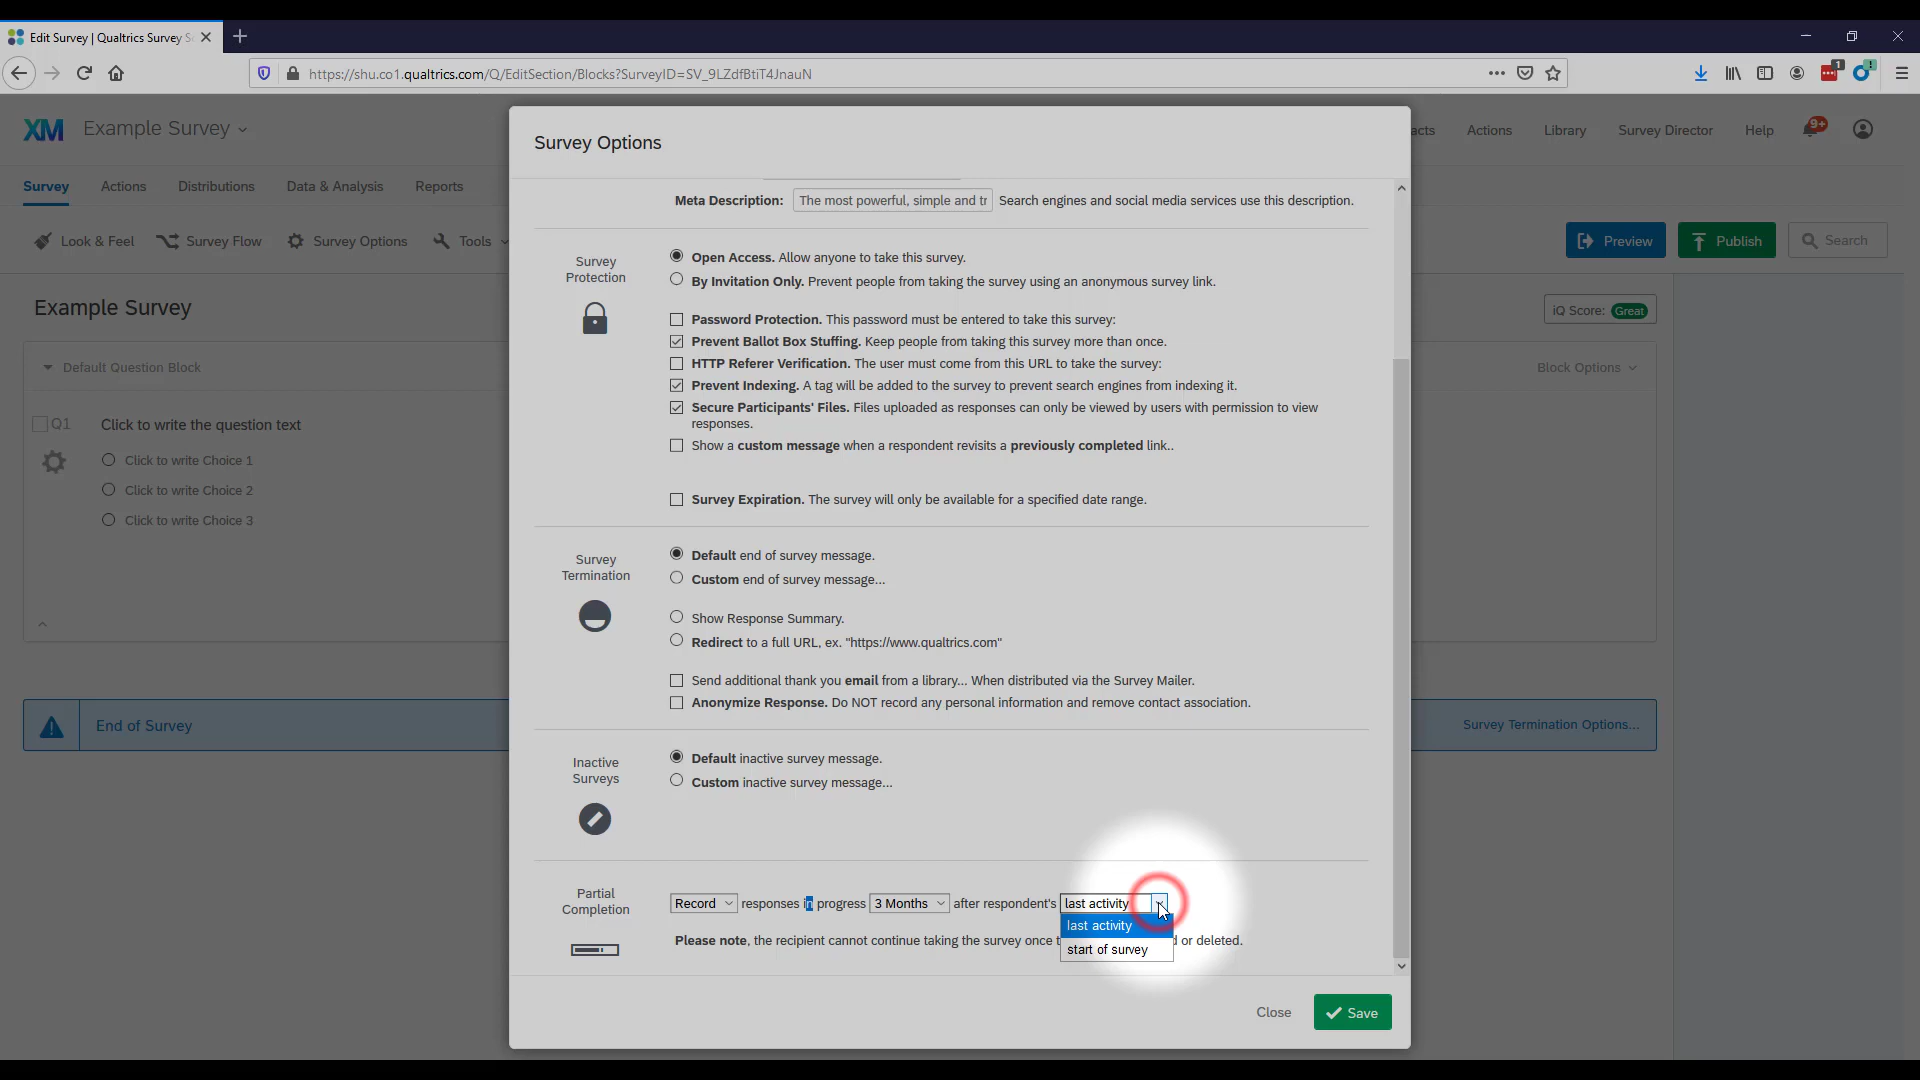 Edit Survey | Qualtrics Survey S
https://shu.co1.qualtrics.com/Q/EditSection/Blocks?SurveyID=SV_9LZdfBtiT4JnauN
1
!
XM Example Survey
acts Actions Library Survey Director Help 9+
Survey Actions Distributions Data & Analysis Reports
Look & Feel Survey Flow Survey Options Tools
Preview Publish Search
Example Survey
iQ Score: Great
Default Question Block
Block Options
Q1 Click to write the question text
Click to write Choice 1
Click to write Choice 2
Click to write Choice 3
End of Survey
Survey Termination Options...
Survey Options
Meta Description: The most powerful, simple and tr Search engines and social media services use this description.
Survey
Protection
Open Access. Allow anyone to take this survey.
By Invitation Only. Prevent people from taking the survey using an anonymous survey link.
Password Protection. This password must be entered to take this survey:
Prevent Ballot Box Stuffing. Keep people from taking this survey more than once.
HTTP Referer Verification. The user must come from this URL to take the survey:
Prevent Indexing. A tag will be added to the survey to prevent search engines from indexing it.
Secure Participants' Files. Files uploaded as responses can only be viewed by users with permission to view
responses.
Show a custom message when a respondent revisits a previously completed link..
Survey Expiration. The survey will only be available for a specified date range.
Survey
Termination
Default end of survey message.
Custom end of survey message...
Show Response Summary.
Redirect to a full URL, ex. "https://www.qualtrics.com"
Send additional thank you email from a library... When distributed via the Survey Mailer.
Anonymize Response. Do NOT record any personal information and remove contact association.
Inactive
Surveys
Default inactive survey message.
Custom inactive survey message...
Partial
Completion
Record responses in progress 3 Months after respondent's last activity
last activity
start of survey
Please note, the recipient cannot continue taking the survey once t d or deleted.
Close Save